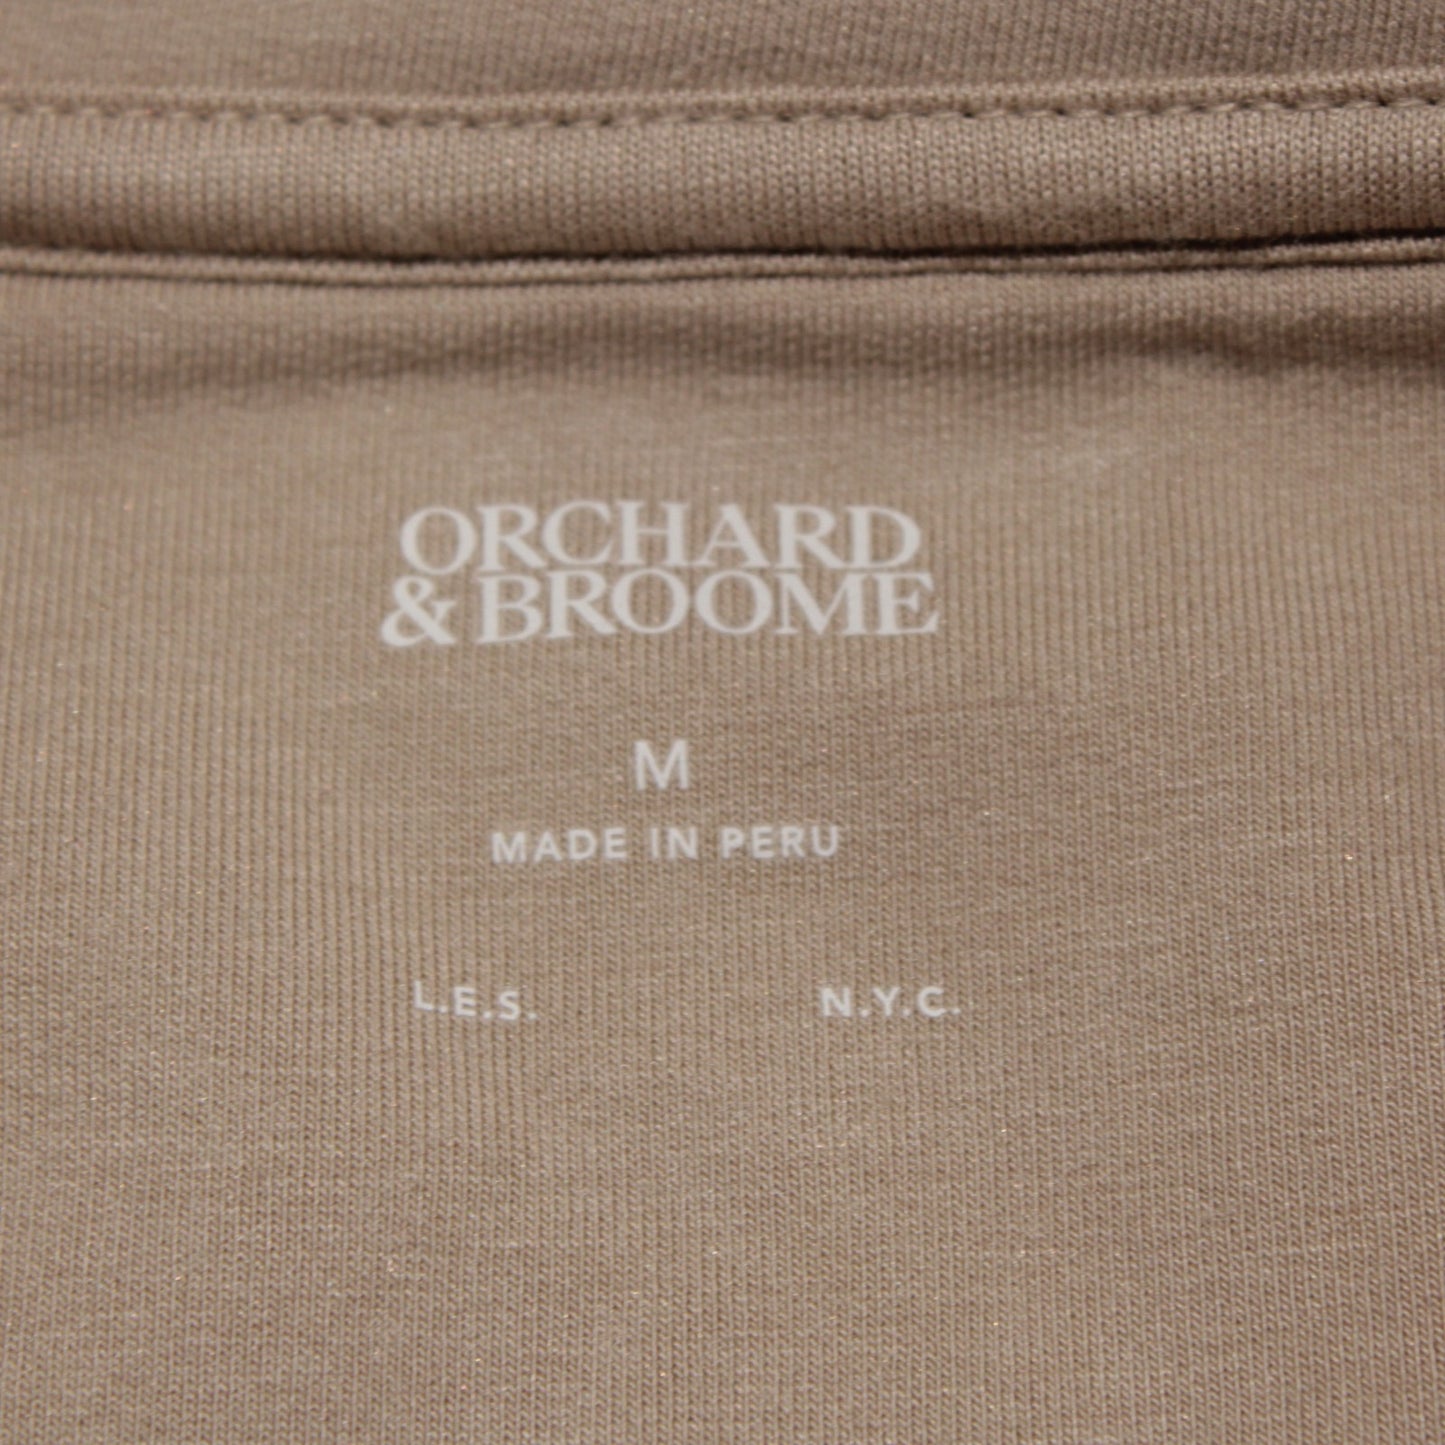 ORCHARD
& BROOME
M
MADE IN PERU
L.E.S. N.Y.C.